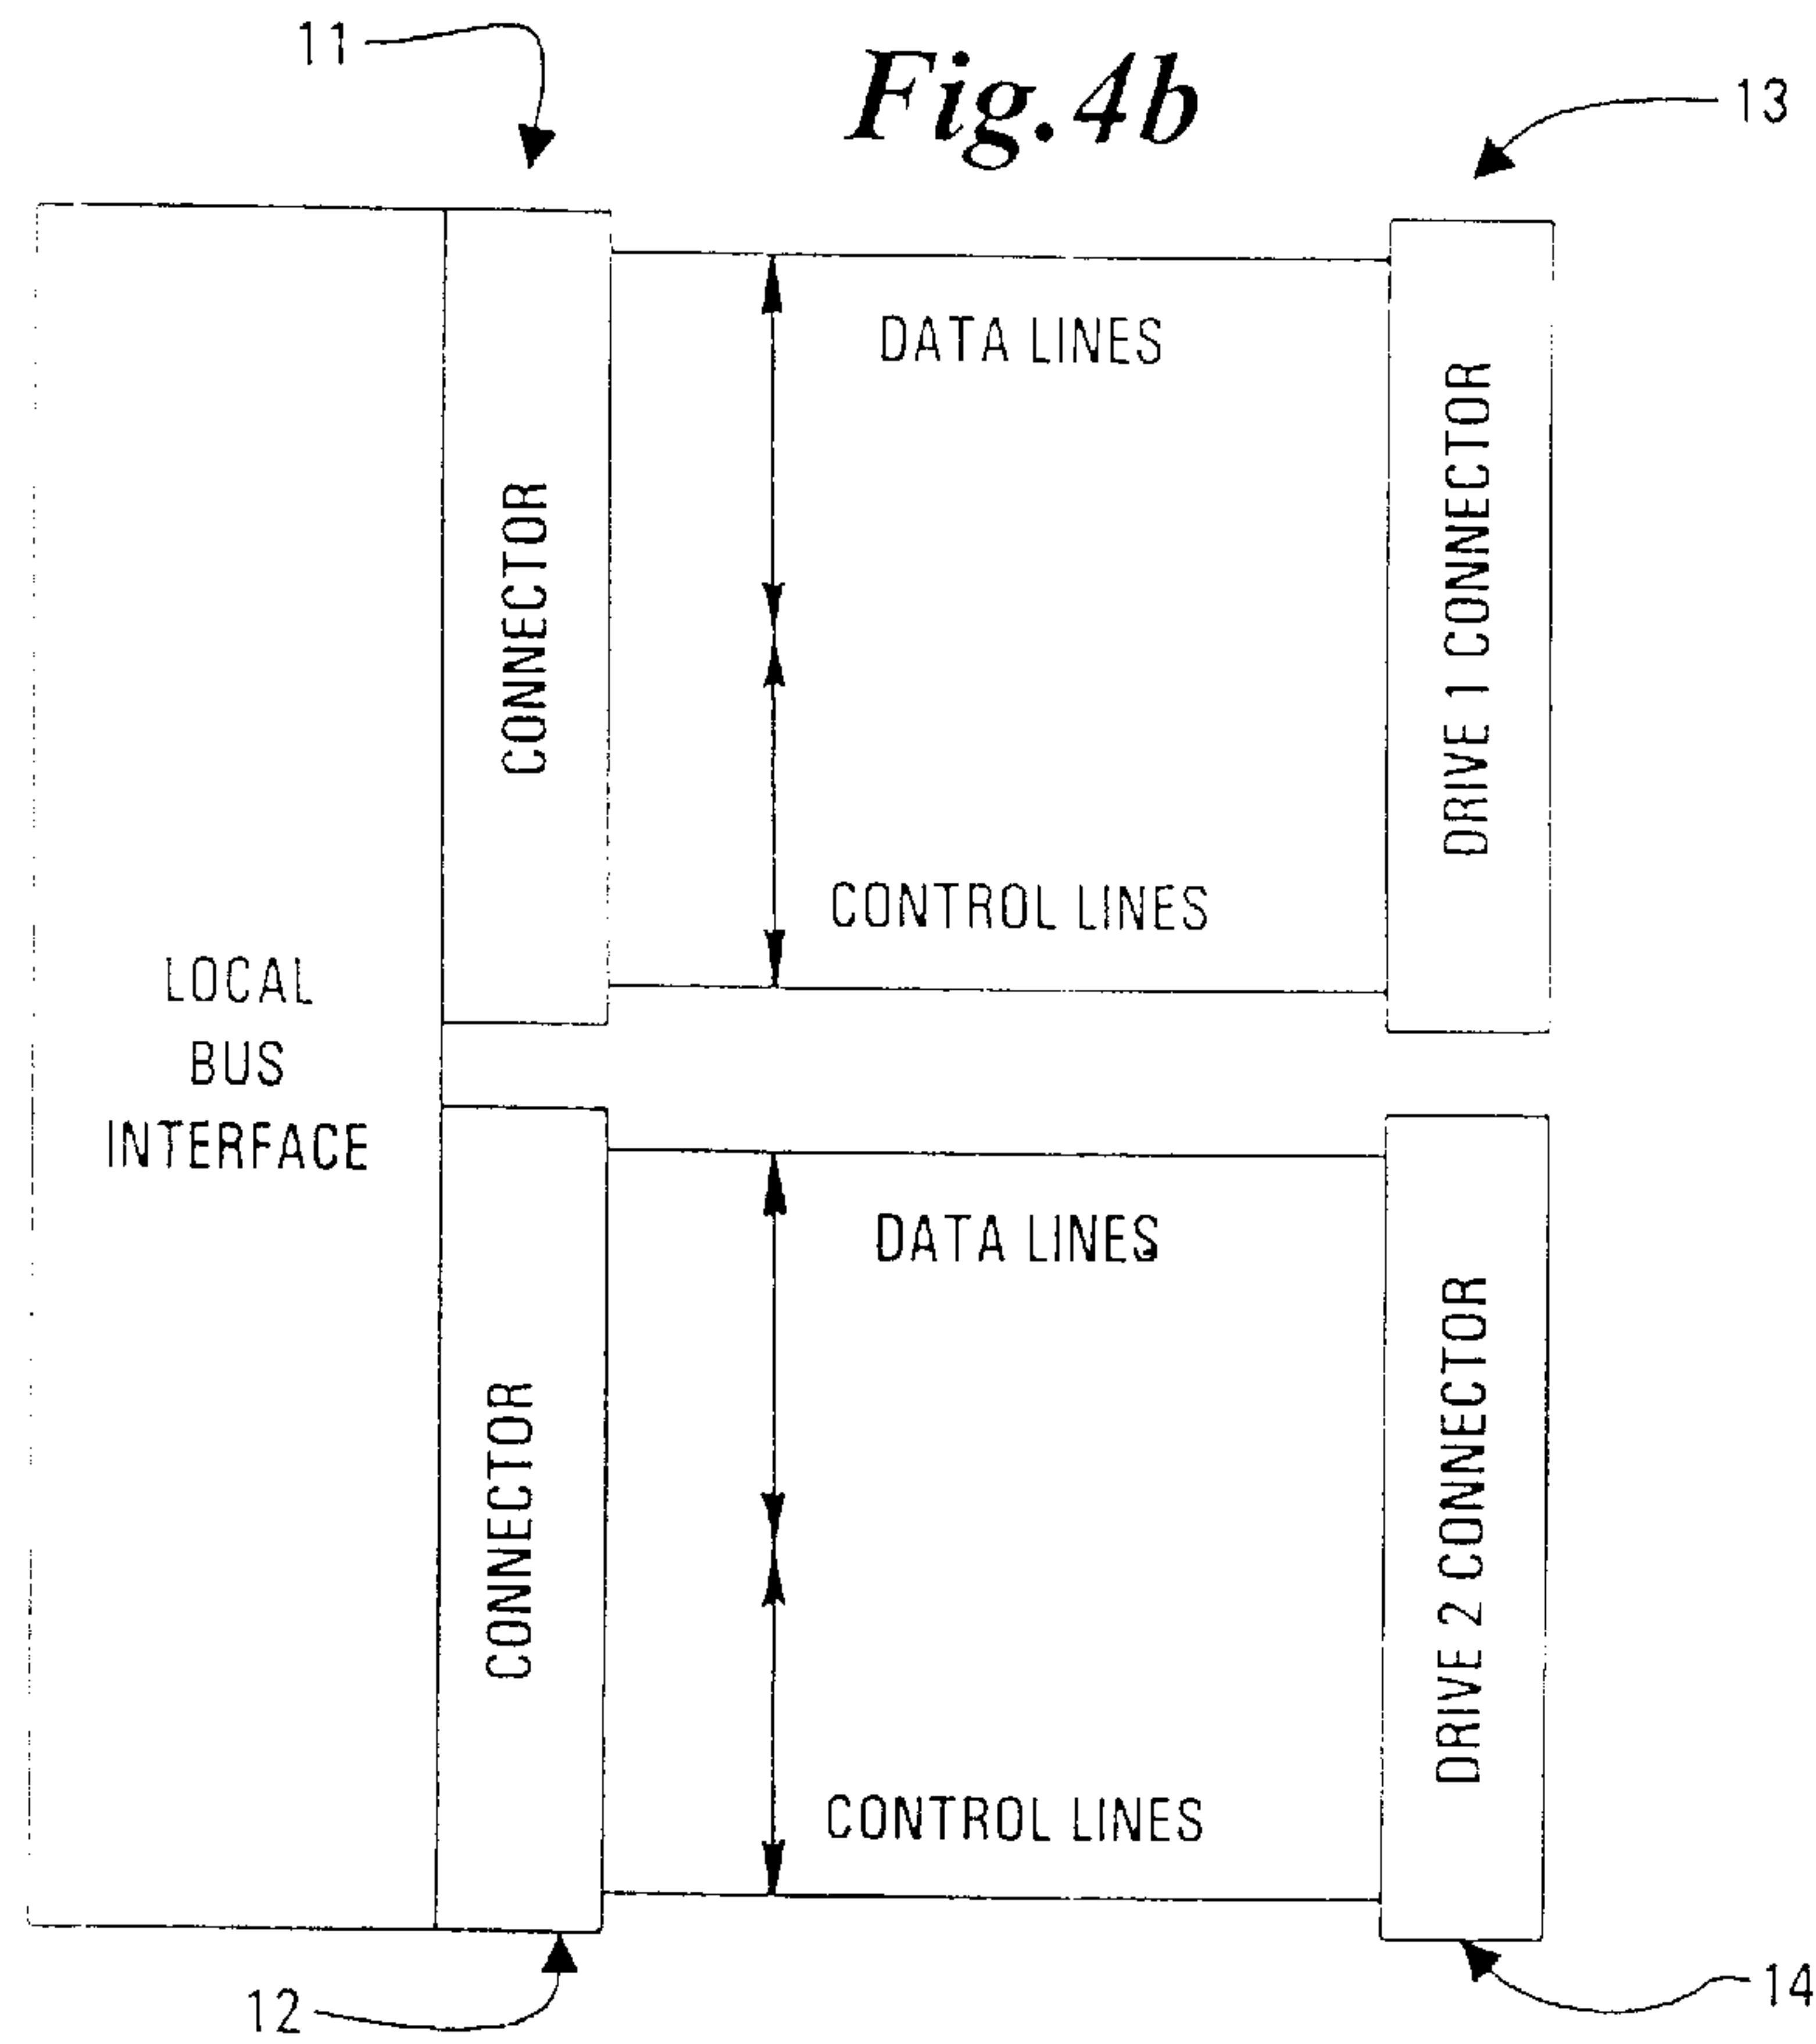 11
Fig.4b
13
DATA LINES
CONNECTOR
DRIVE 1 CONNECTOR
CONTROL LINES
LOCAL
BUS
INTERFACE
DATA LINES
CONNECTOR
DRIVE 2 CONNECTOR
CONTROL LINES
12
14